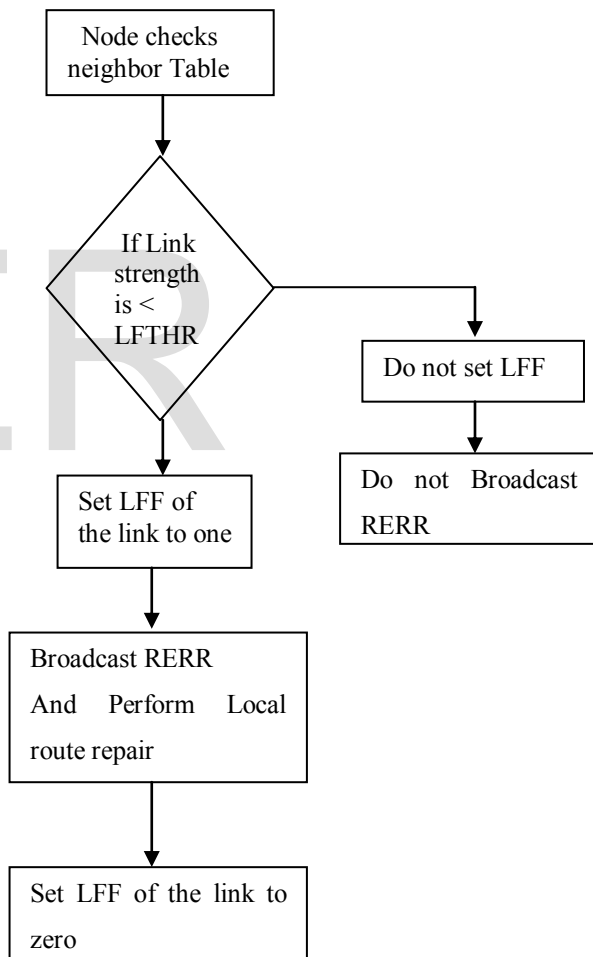 Node checks
neighbor Table
If Link
strength
is <
LFTHR
Do not set LFF
Do not Broadcast
RERR
Set LFF of
the link to one
Broadcast RERR
And Perform Local
route repair
Set LFF of the link to
zero
ER